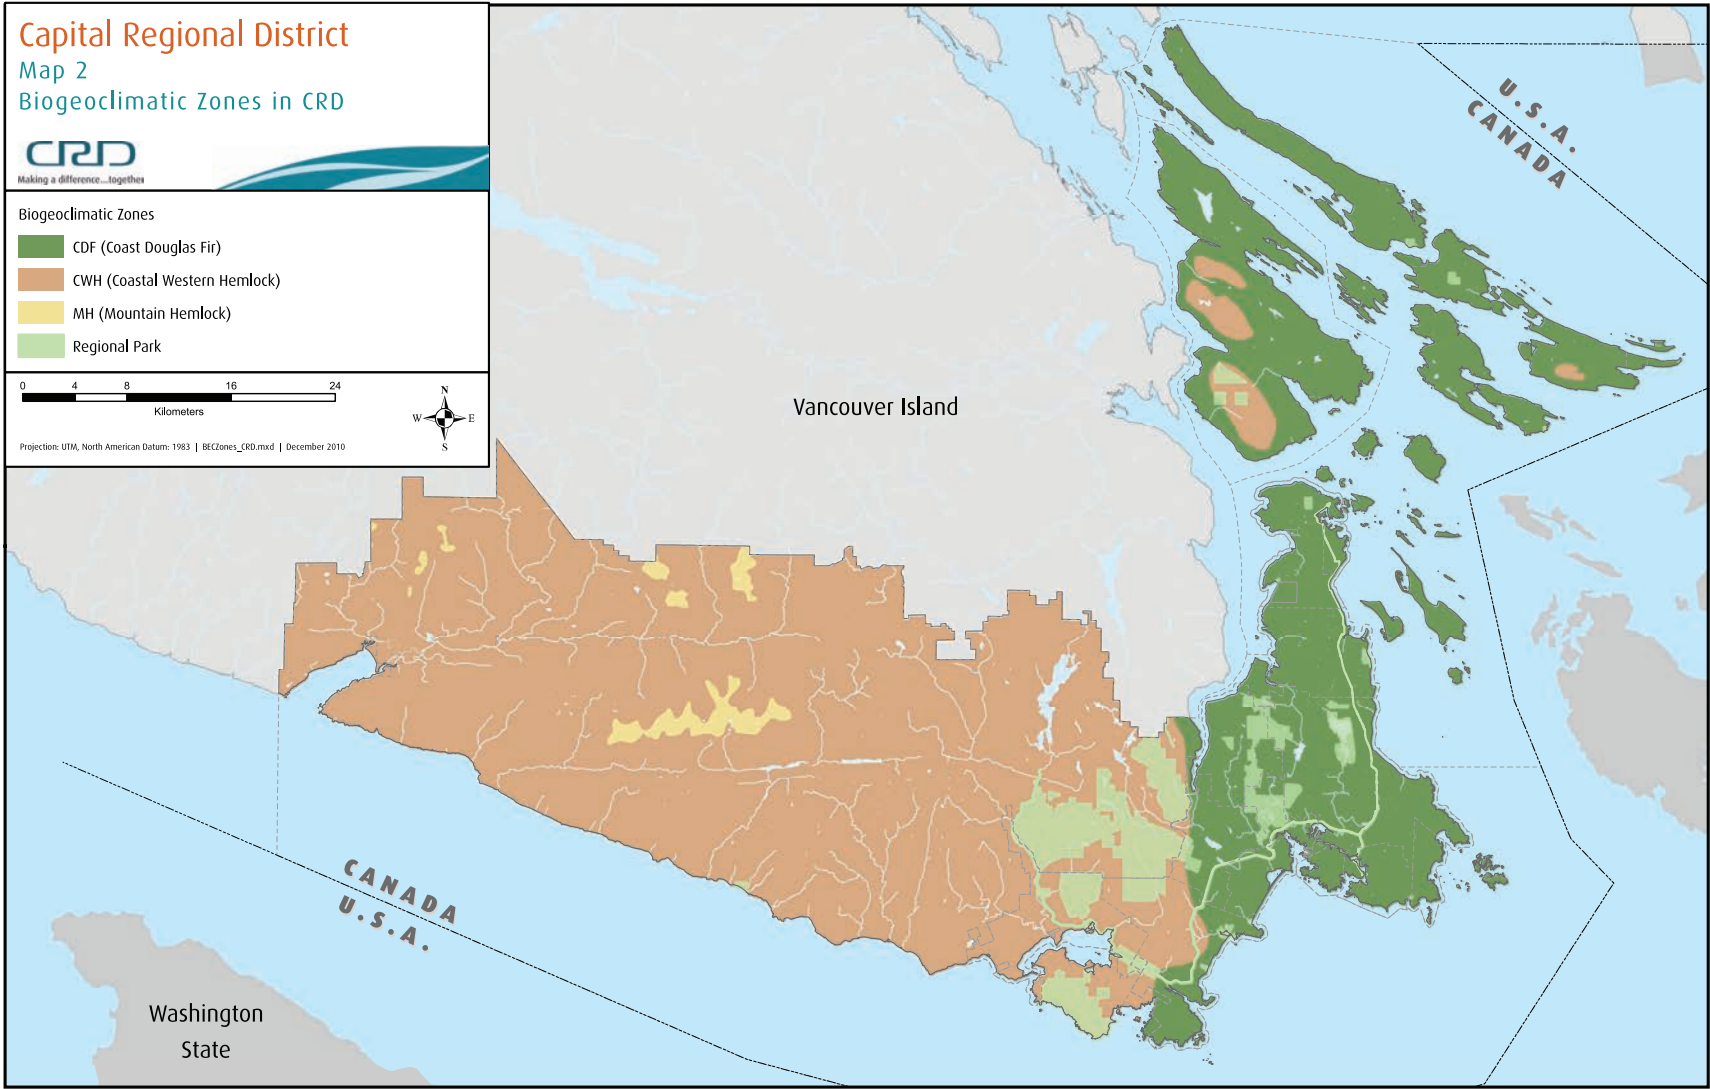 Capital Regional District
Map 2
Biogeoclimatic Zones in CRD
CRD
Making a difference...together
Biogeoclimatic Zones
CDF (Coast Douglas Fir)
CWH (Coastal Western Hemlock)
MH (Mountain Hemlock)
Regional Park
0 4 8 16 24
Kilometers
N
W E
S
Projection: UTM, North American Datum: 1983 | BECZones_CRD.mxd | December 2010
U.S.A.
CANADA
Vancouver Island
CANADA
U.S.A.
Washington
State